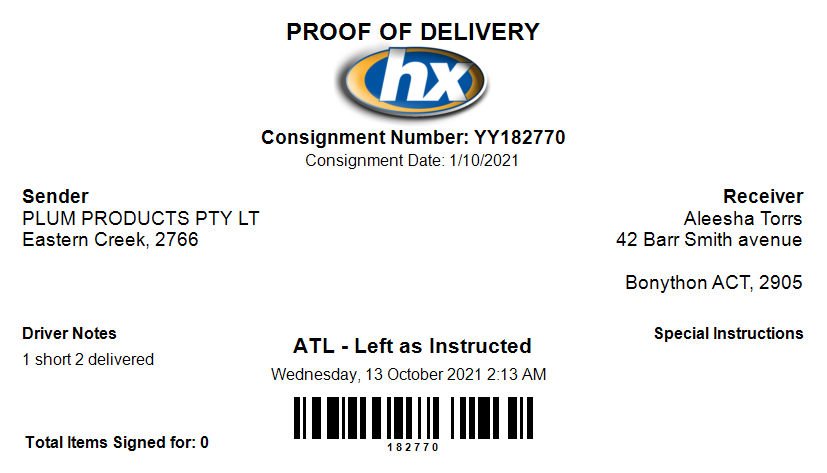 PROOF OF DELIVERY
hx
Consignment Number: YY182770
Consignment Date: 1/10/2021
Sender
PLUM PRODUCTS PTY LT
Eastern Creek, 2766
Receiver
Aleesha Torrs
42 Barr Smith avenue
Bonython ACT, 2905
Driver Notes
1 short 2 delivered
ATL - Left as Instructed
Wednesday, 13 October 2021 2:13 AM
Special Instructions
182770
Total Items Signed for: 0